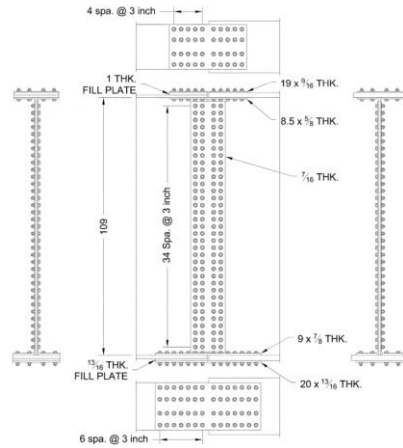 4 spa. @ 3 inch
1 THK.
FILL PLATE
19 x 9/16 THK.
8.5 x 5/8 THK.
7/16 THK.
109
34 Spa. @ 3 inch
9 x 7/8 THK.
13/16 THK.
FILL PLATE
20 x 13/16 THK.
6 spa. @ 3 inch